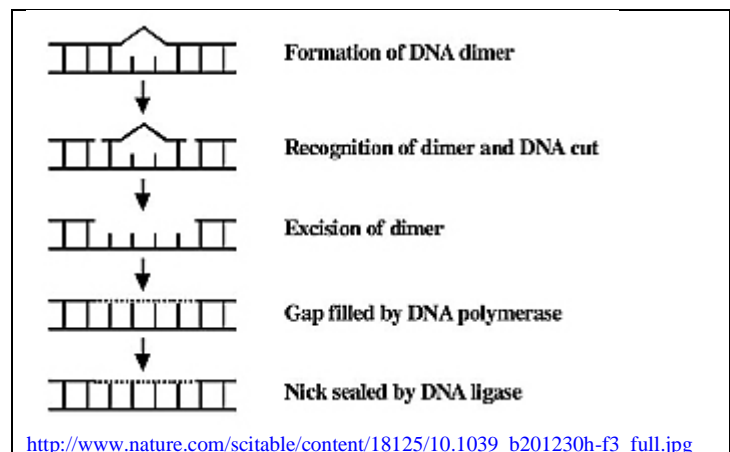 Formation of DNA dimer
Recognition of dimer and DNA cut
Excision of dimer
Gap filled by DNA polymerase
Nick sealed by DNA ligase
http://www.nature.com/scitable/content/18125/10.1039_b201230h-f3_full.jpg